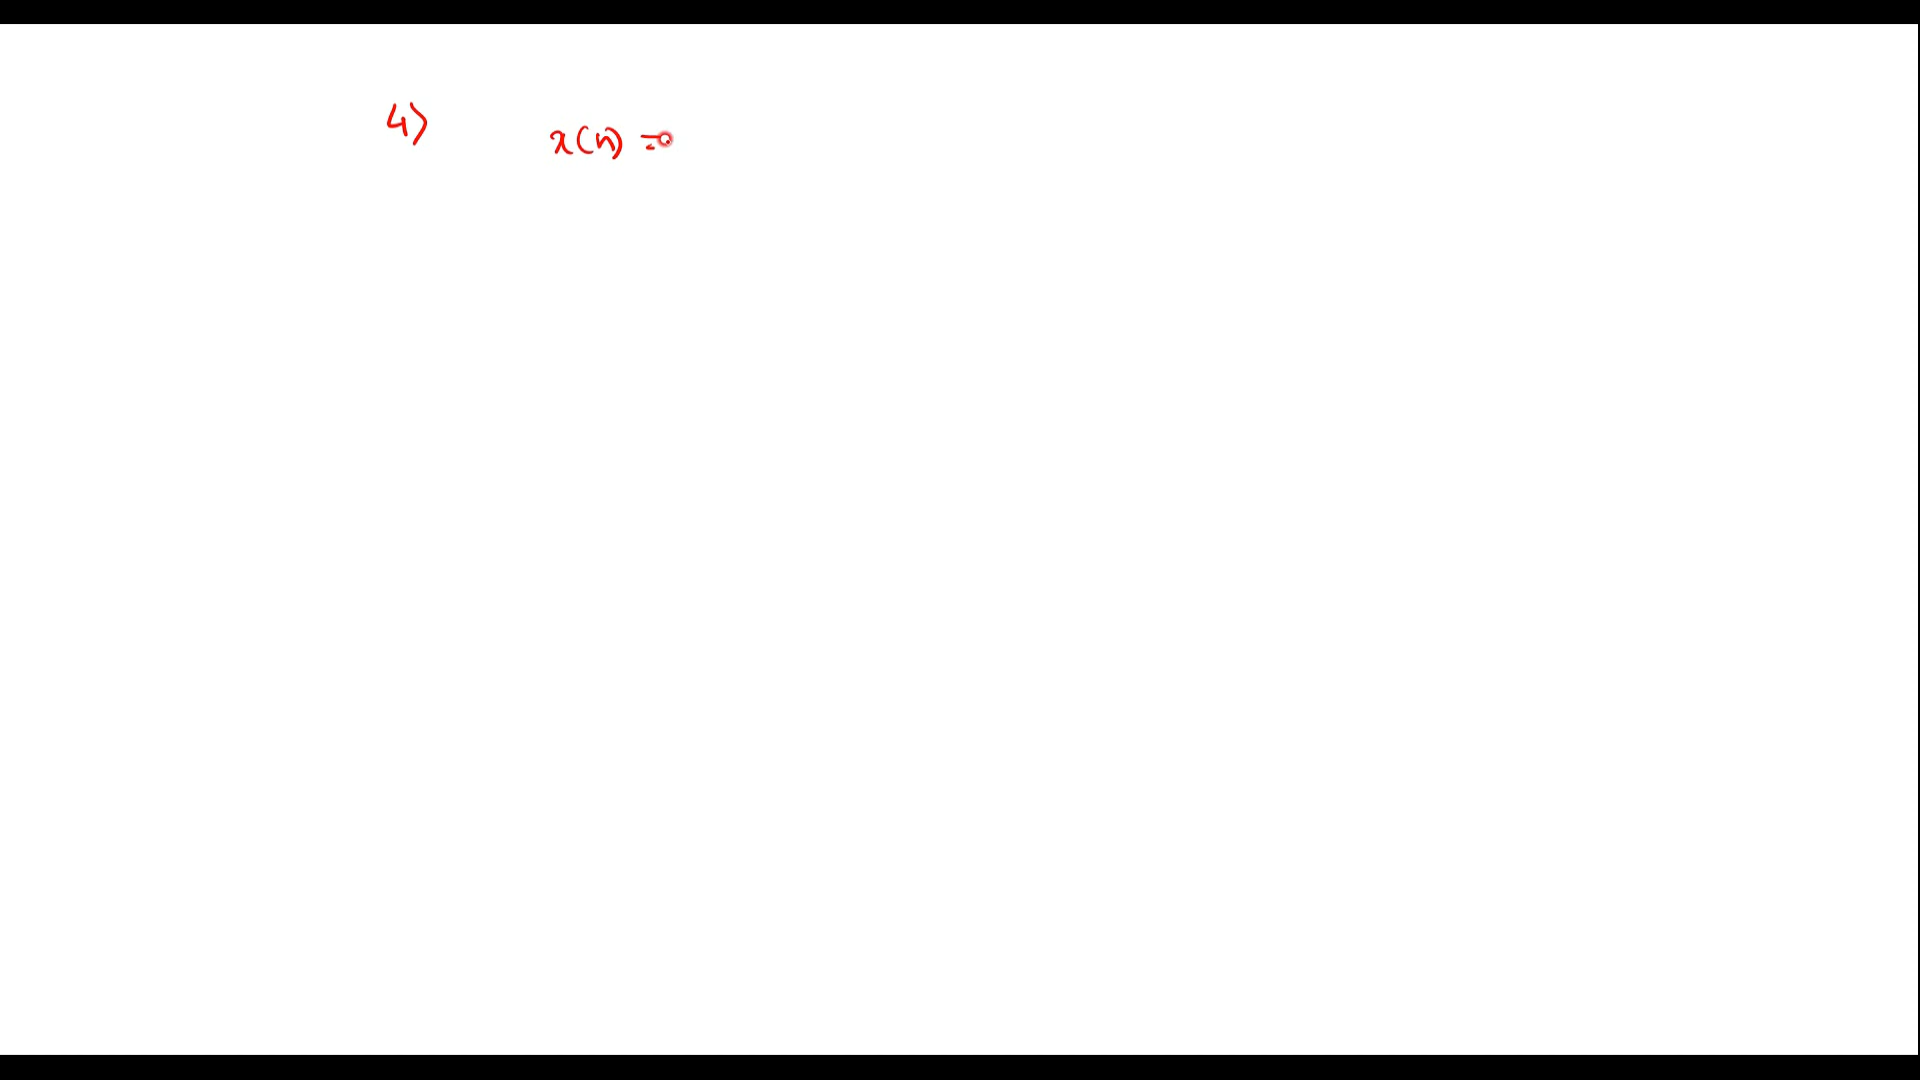 4) x(n) =